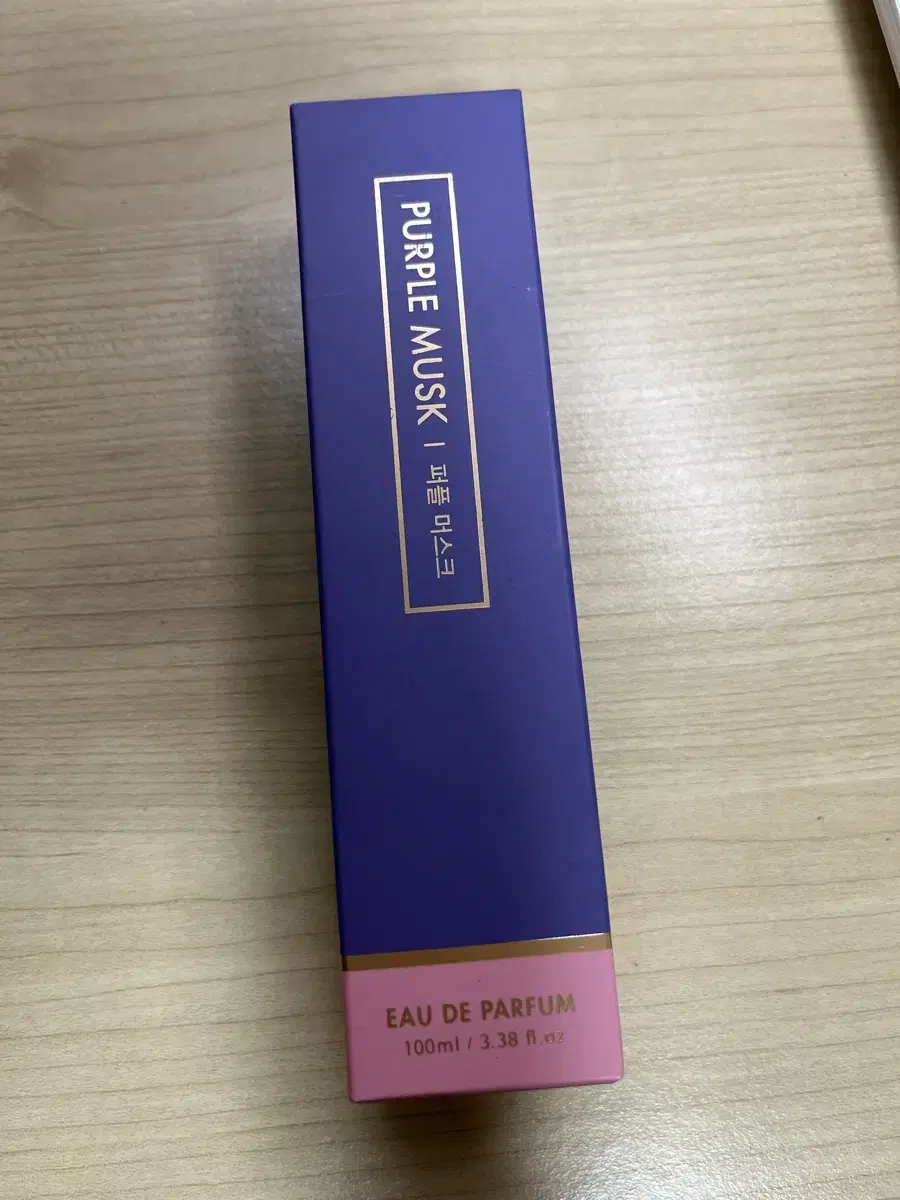 PURPLE MUSK | 퍼플 머스크
EAU DE PARFUM
100ml / 3.38 fl.oz